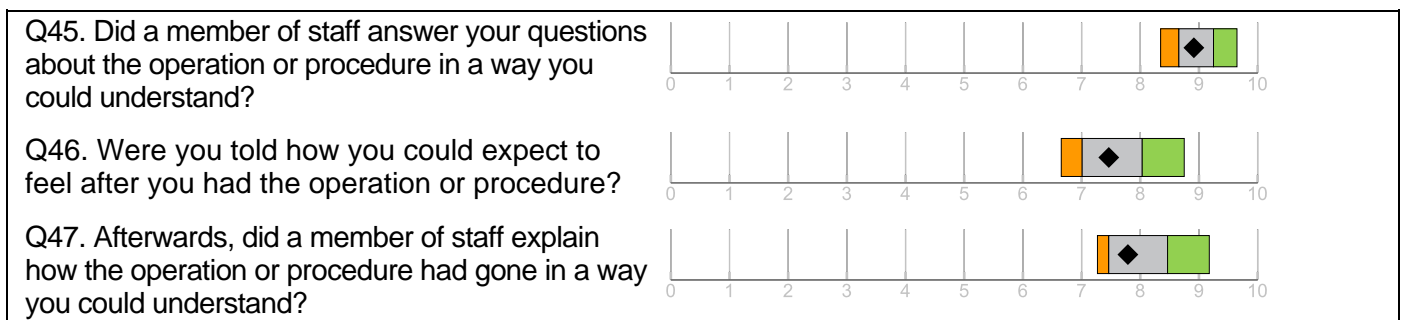 Q45. Did a member of staff answer your questions
about the operation or procedure in a way you
could understand?
0 1 2 3 4 5 6 7 8 9 10
Q46. Were you told how you could expect to
feel after you had the operation or procedure?
0 1 2 3 4 5 6 7 8 9 10
Q47. Afterwards, did a member of staff explain
how the operation or procedure had gone in a way
you could understand?
0 1 2 3 4 5 6 7 8 9 10